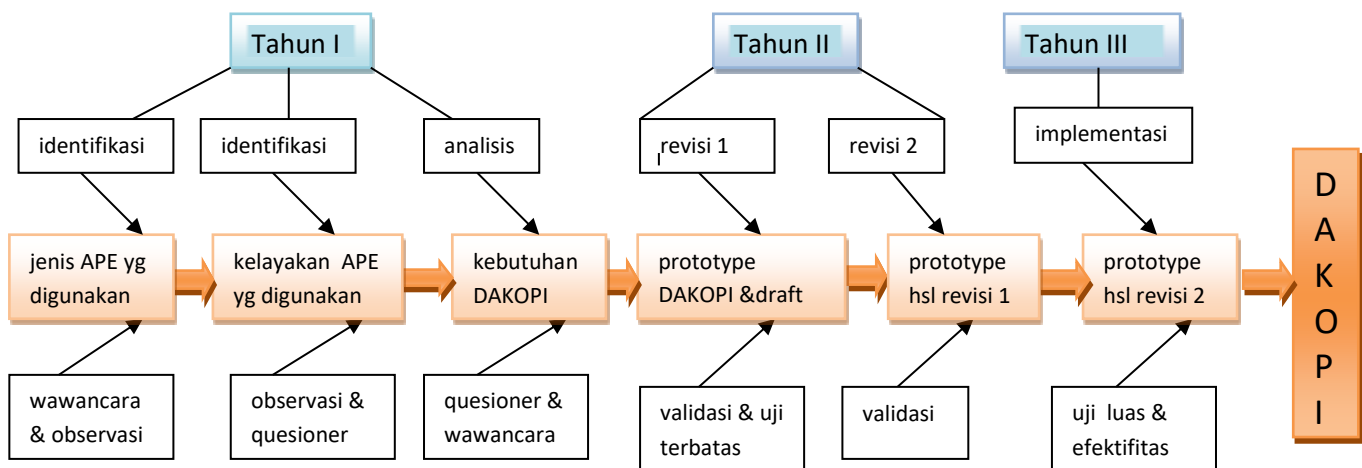 Tahun I
Tahun II
Tahun III
identifikasi
identifikasi
analisis
revisi 1
revisi 2
implementasi
jenis APE yg
digunakan
kelayakan APE
yg digunakan
kebutuhan
DAKOPI
prototype
DAKOPI &draft
prototype
hsl revisi 1
prototype
hsl revisi 2
D
A
K
O
P
I
wawancara
& observasi
observasi &
quesioner
quesioner &
wawancara
validasi & uji
terbatas
validasi
uji luas &
efektifitas